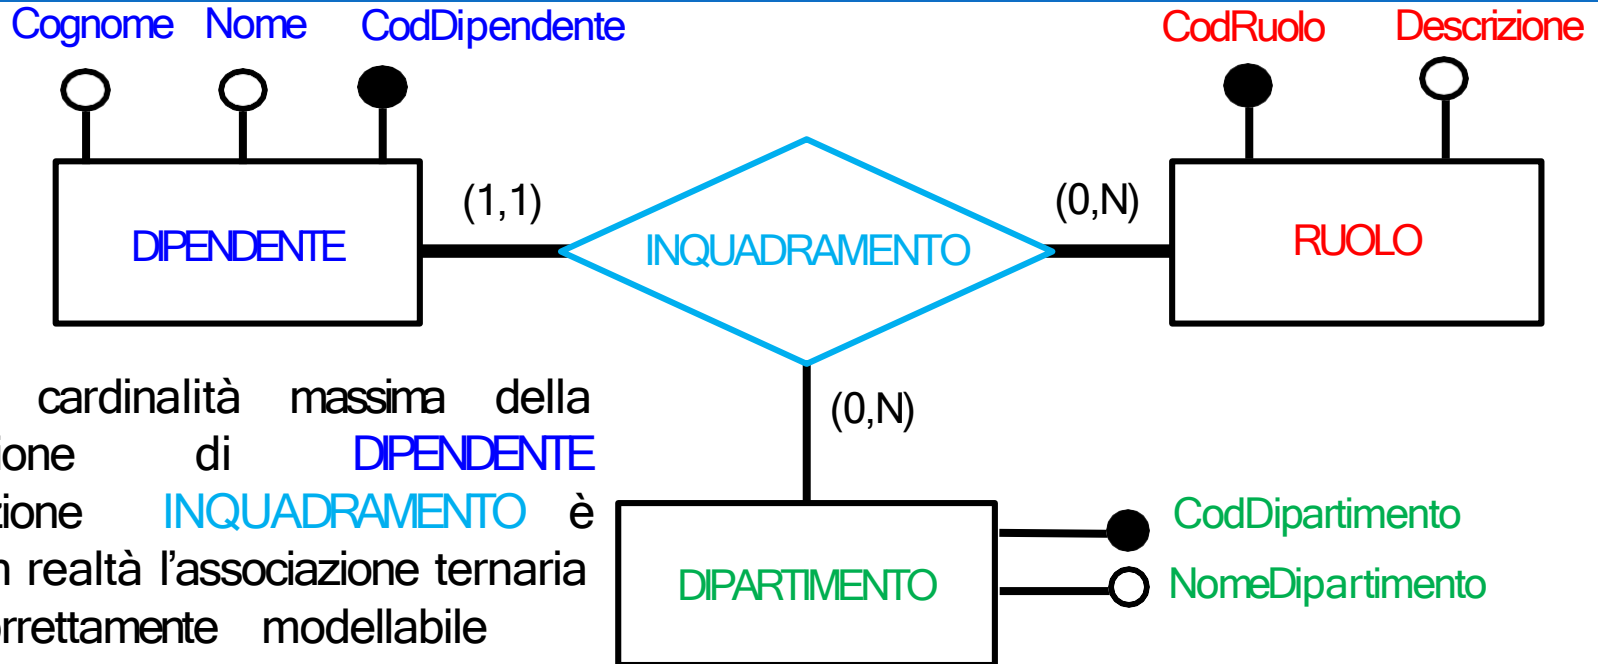 Cognome Nome CodDipendente CodRuolo Descrizione
(1,1) (0,N)
DIPENDENTE INQUADRAMENTO RUOLO
cardinalità massima della
(0,N)
di DIPENDENTE
INQUADRAMENTO è
realtà l'associazione ternaria
modellabile
CodDipartimento
DIPARTIMENTO
NomeDipartimento